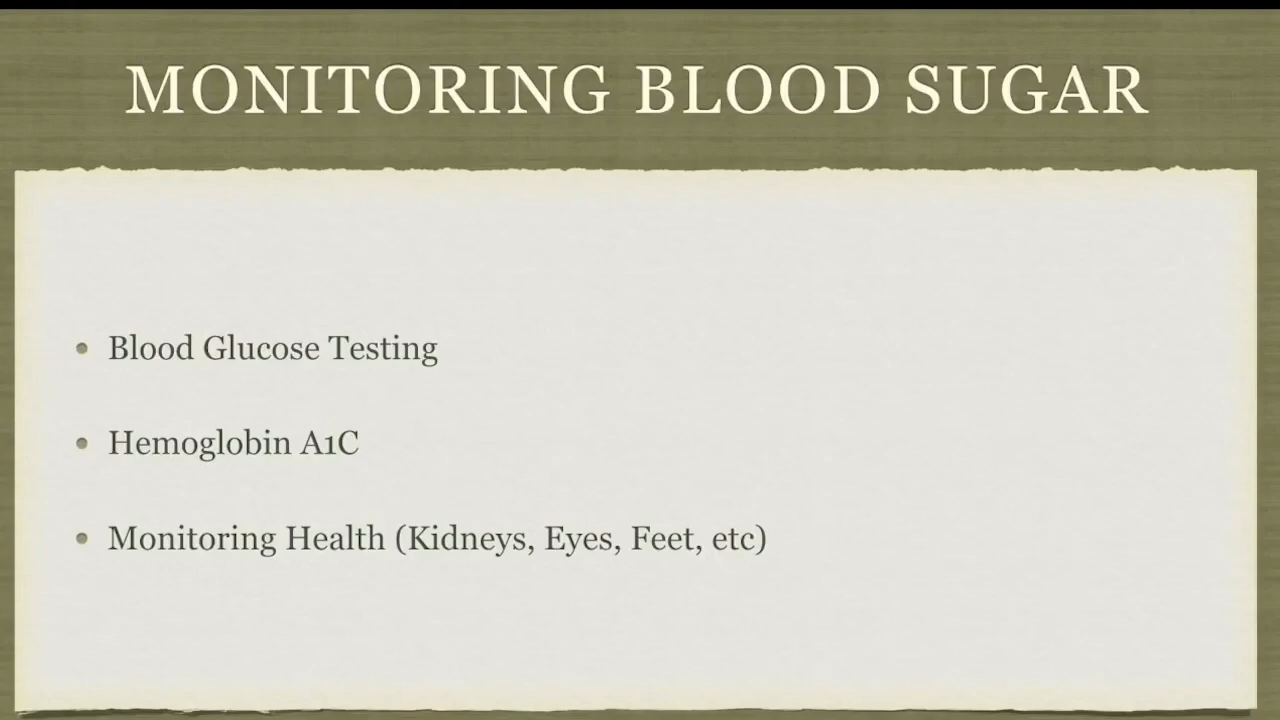 MONITORING BLOOD SUGAR
• Blood Glucose Testing
• Hemoglobin A1C
• Monitoring Health (Kidneys, Eyes, Feet, etc)